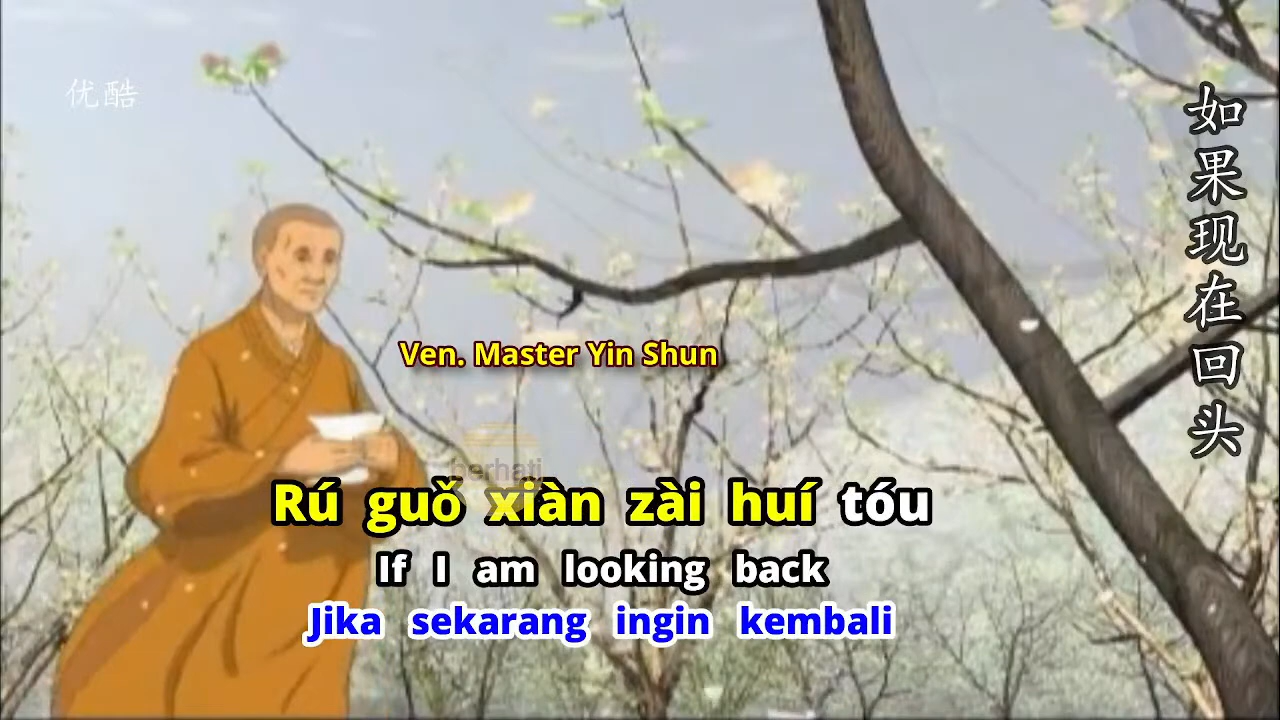 优酷
如果现在回头
Ven. Master Yin Shun
berhati
Rú guǒ xiàn zài huí tóu
If I am looking back
Jika sekarang ingin kembali